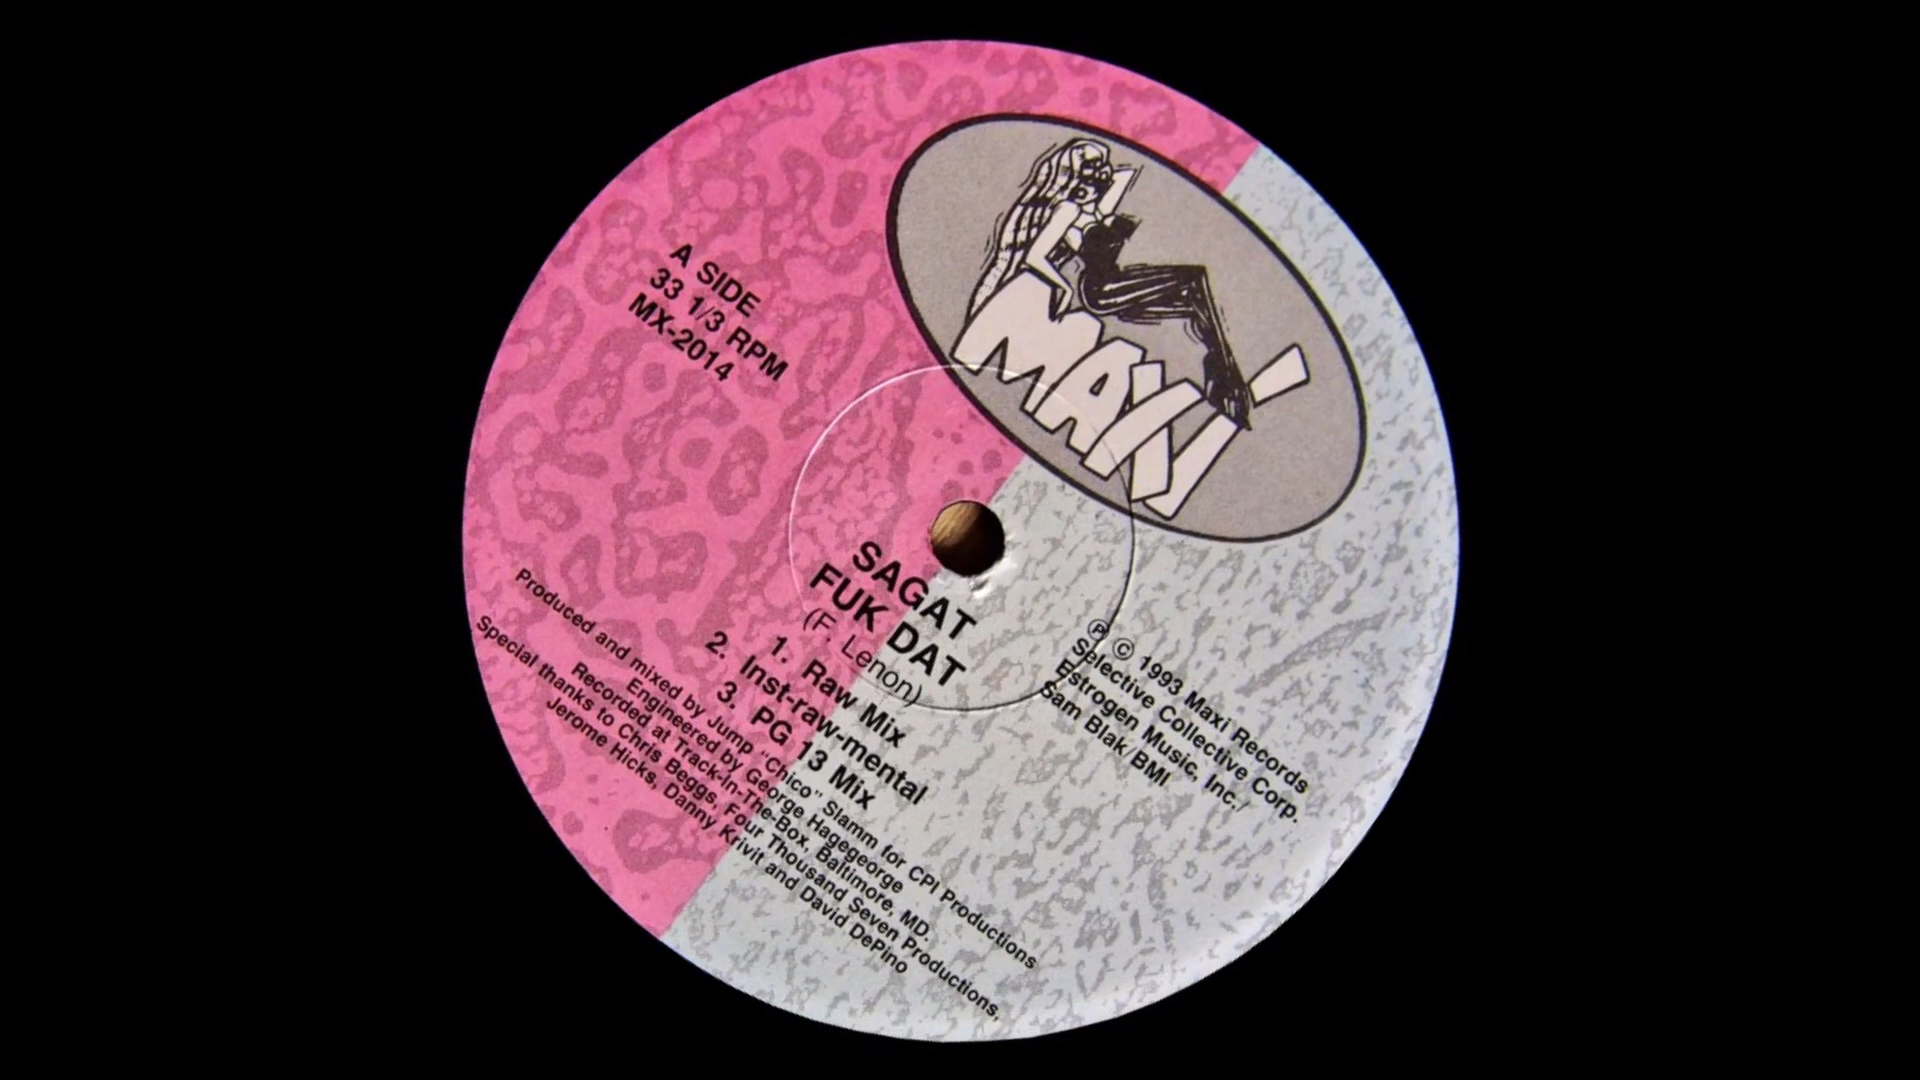 MAXI!
A SIDE
33 1/3 RPM
MX-2014
SAGAT
FUK DAT
(F. Lenon)
1. Raw Mix
2. Inst-raw-mental
3. PG 13 Mix
Produced and mixed by Jump "Chico" Slamm for CPI Productions
Engineered by George Hagegeorge
Recorded at Track-In-The-Box, Baltimore, MD.
Special thanks to Chris Beggs, Four Thousand Seven Productions,
Jerome Hicks, Danny Krivit and David DePino
℗ © 1993 Maxi Records
Selective Collective Corp.
Estrogen Music, Inc./
Sam Blak/BMI